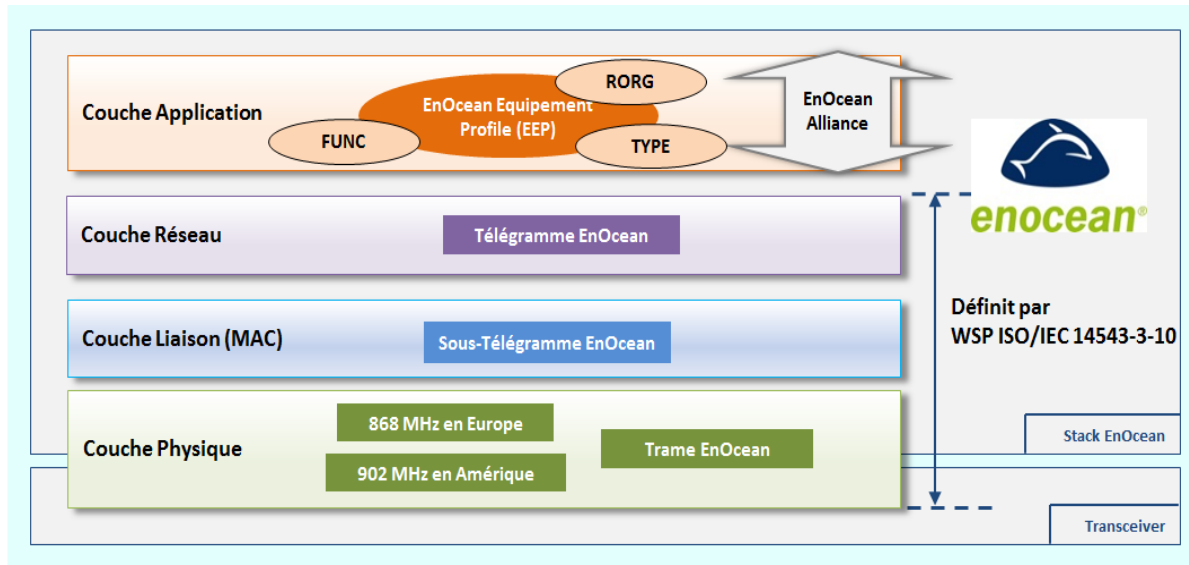 Couche Application
EnOcean Equipement
Profile (EEP)
RORG
FUNC
TYPE
EnOcean
Alliance
enocean®
Couche Réseau
Télégramme EnOcean
Couche Liaison (MAC)
Sous-Télégramme EnOcean
Définit par
WSP ISO/IEC 14543-3-10
Couche Physique
868 MHz en Europe
902 MHz en Amérique
Trame EnOcean
Stack EnOcean
Transceiver